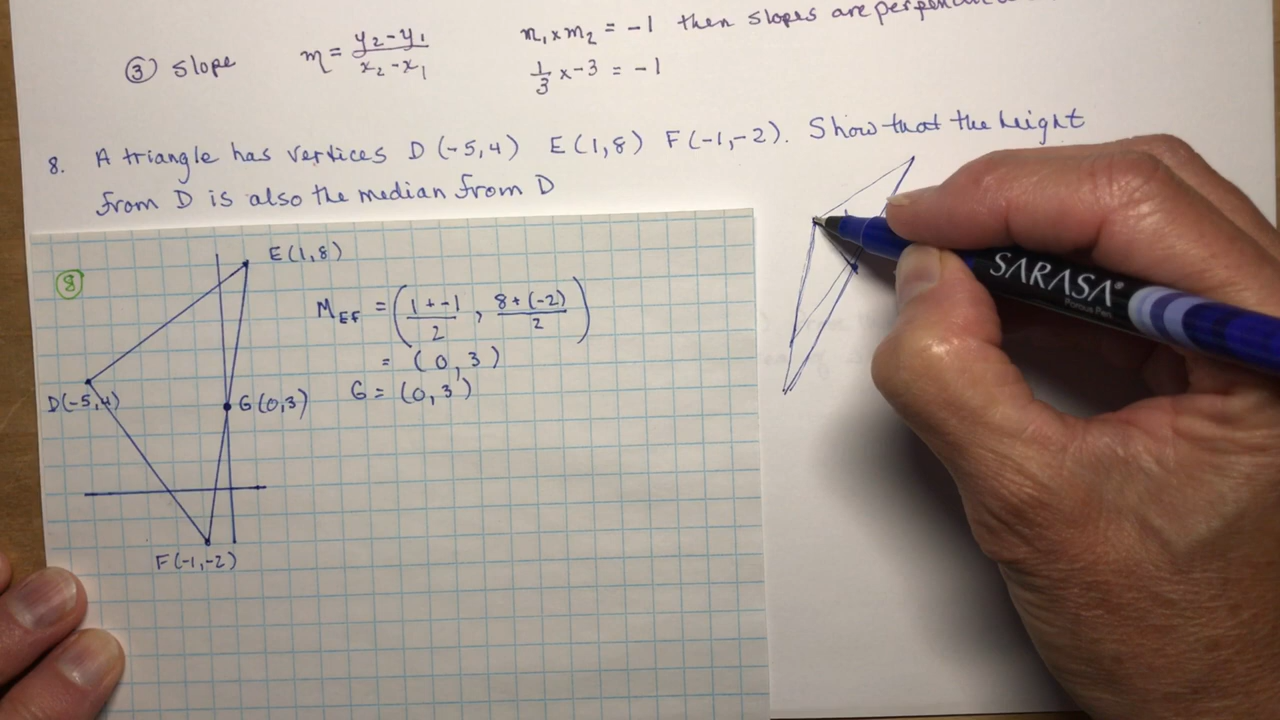 ③ slope m = y₂-y₁ / x₂-x₁
m₁ x m₂ = -1 then slopes are
1/3 x -3 = -1
8. A triangle has vertices D (-5,4) E (1,8) F (-1,-2). Show that the height
from D is also the median from D
⑧
E (1,8)
M_EF = ( 1 + -1 / 2 , 8 + (-2) / 2 )
= (0, 3)
D(-5,4)
G (0,3)
G = (0,3)
F (-1,-2)
SARASA®
Porous Pen